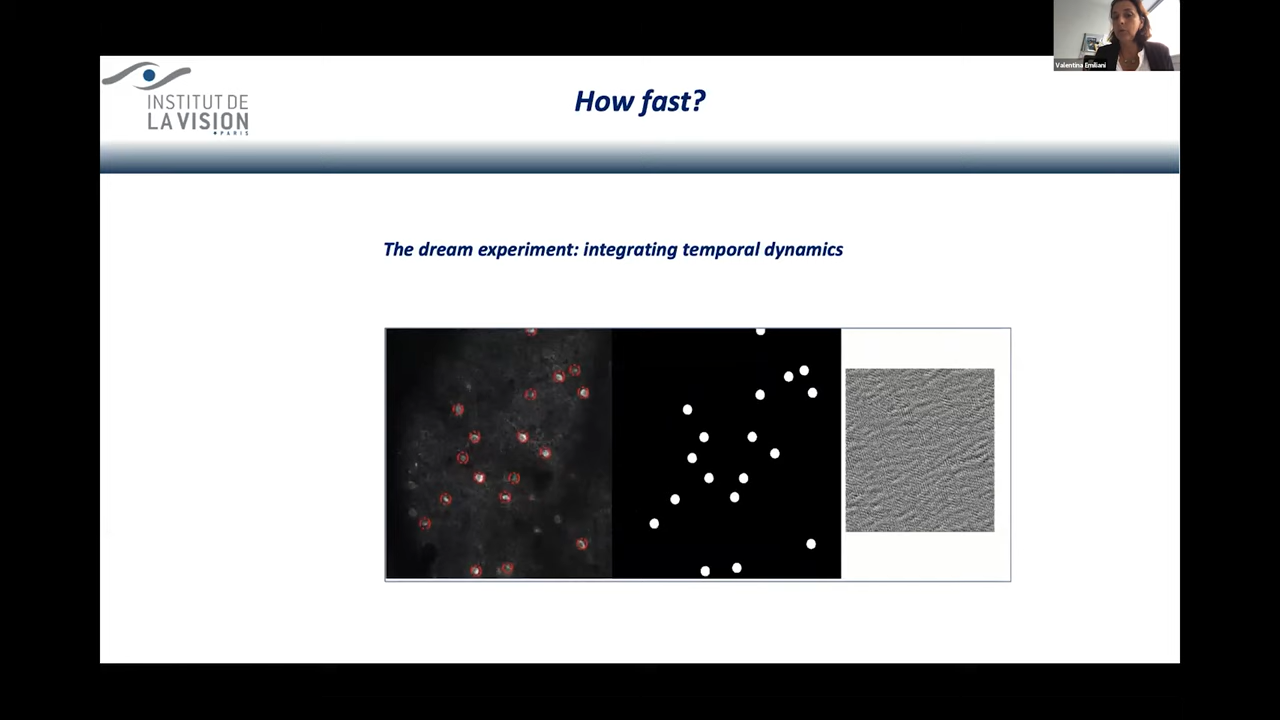 Valentina Emiliani
INSTITUT DE
LA VISION
PARIS
How fast?
The dream experiment: integrating temporal dynamics